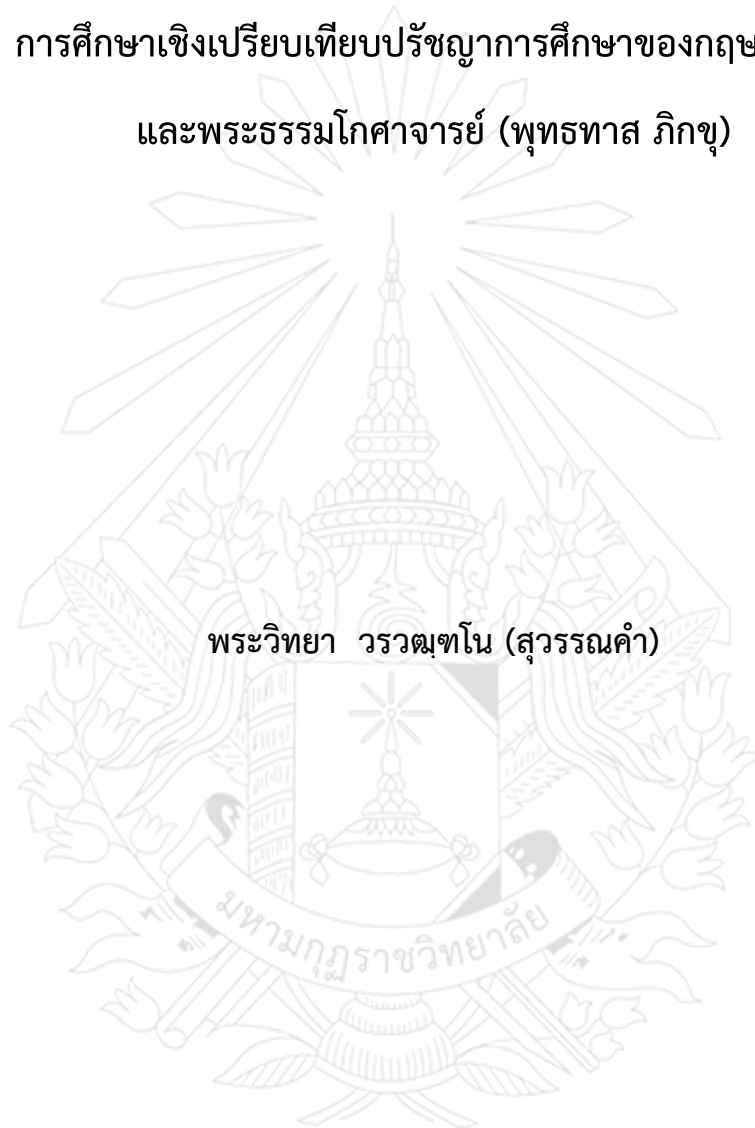 การศึกษาเชิงเปรียบเทียบปรัชญาการศึกษาของกฤษ
และพระธรรมโกศาจารย์ (พุทธทาส ภิกขุ)
พระวิทยา วรวฒฺฑโน (สุวรรณคำ)
มหามกุฏราชวิทยาลัย